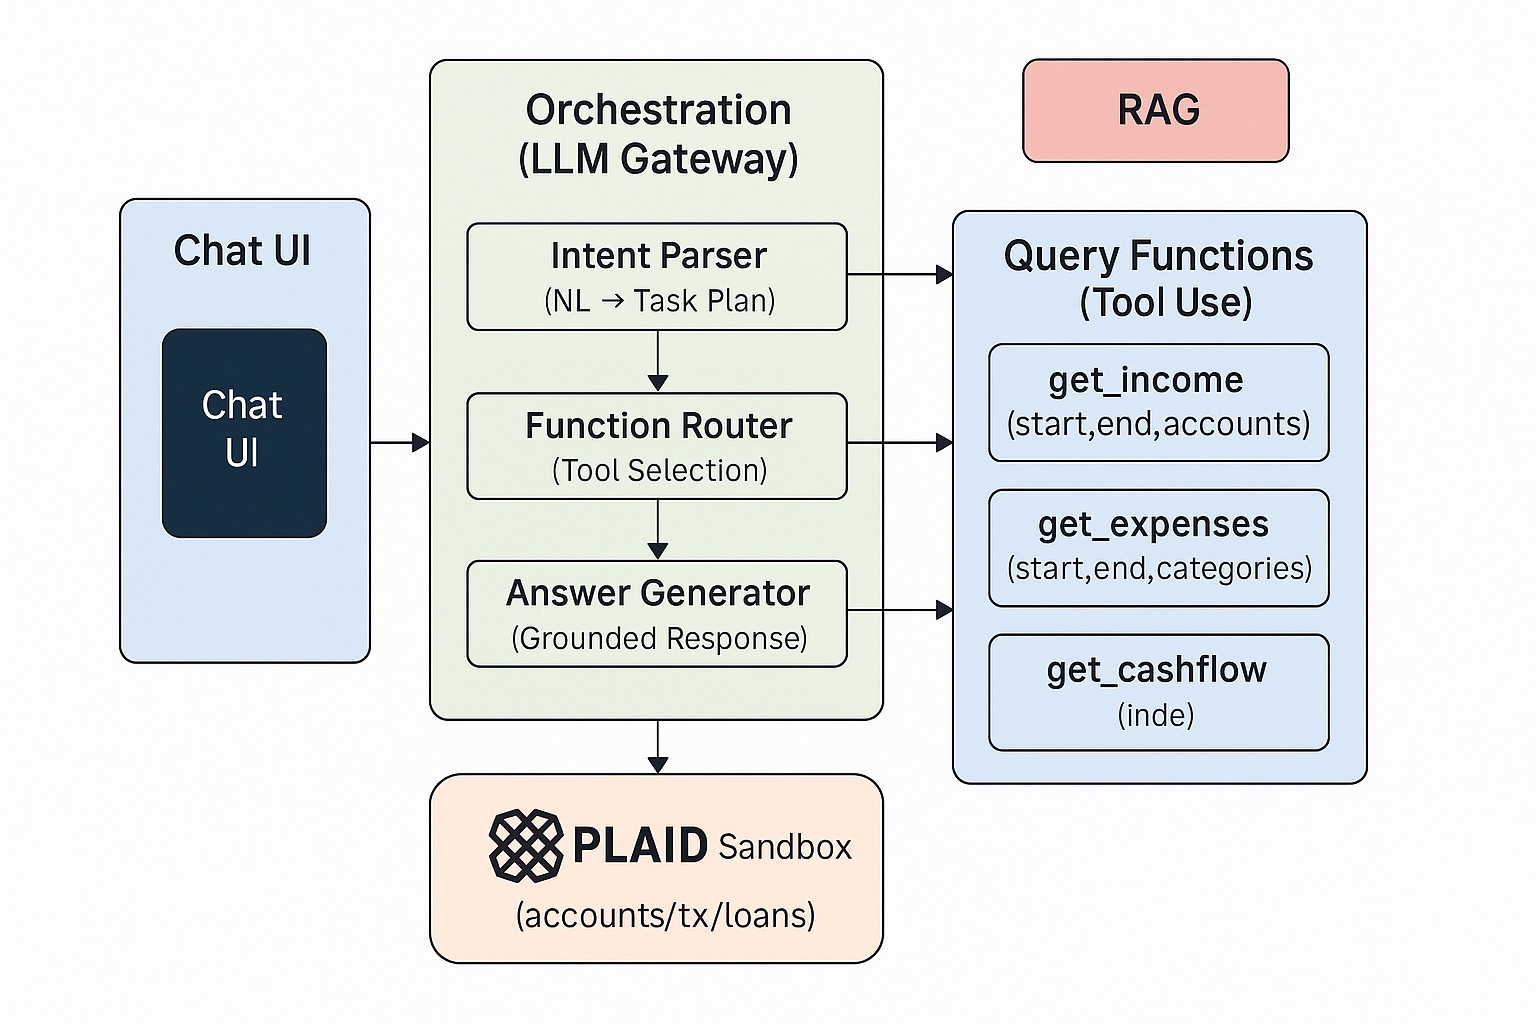 Chat UI
Chat
UI
Orchestration
(LLM Gateway)
Intent Parser
(NL → Task Plan)
Function Router
(Tool Selection)
Answer Generator
(Grounded Response)
PLAID Sandbox
(accounts/tx/loans)
RAG
Query Functions
(Tool Use)
get_income
(start,end,accounts)
get_expenses
(start,end,categories)
get_cashflow
(inde)